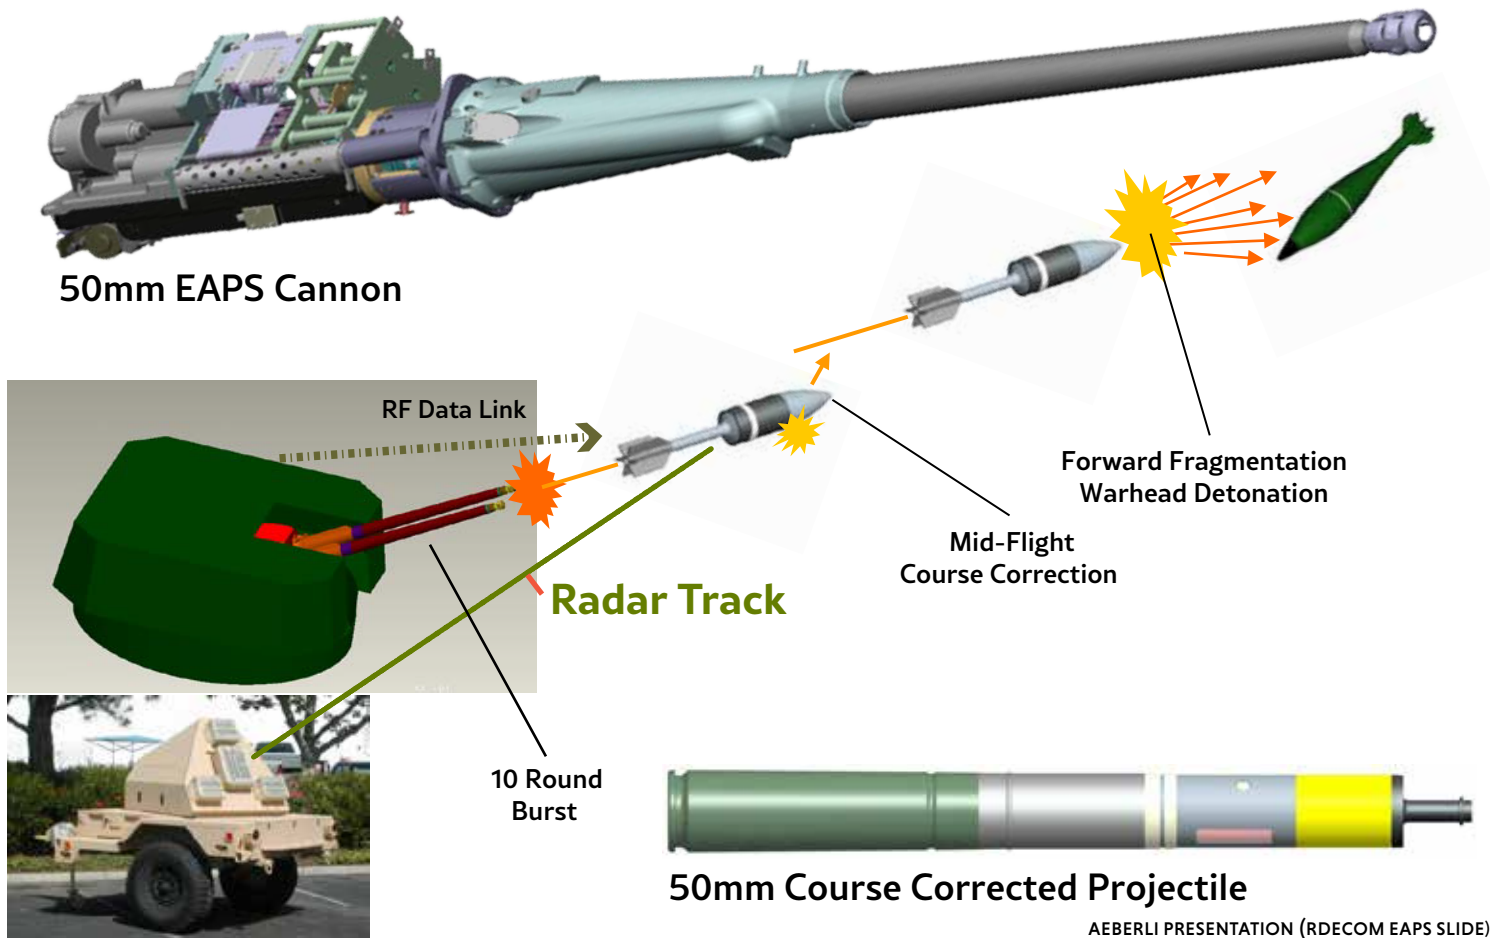 50mm EAPS Cannon
RF Data Link
Forward Fragmentation
Warhead Detonation
Mid-Flight
Course Correction
Radar Track
10 Round
Burst
50mm Course Corrected Projectile
AEBERLI PRESENTATION (RDECOM EAPS SLIDE)